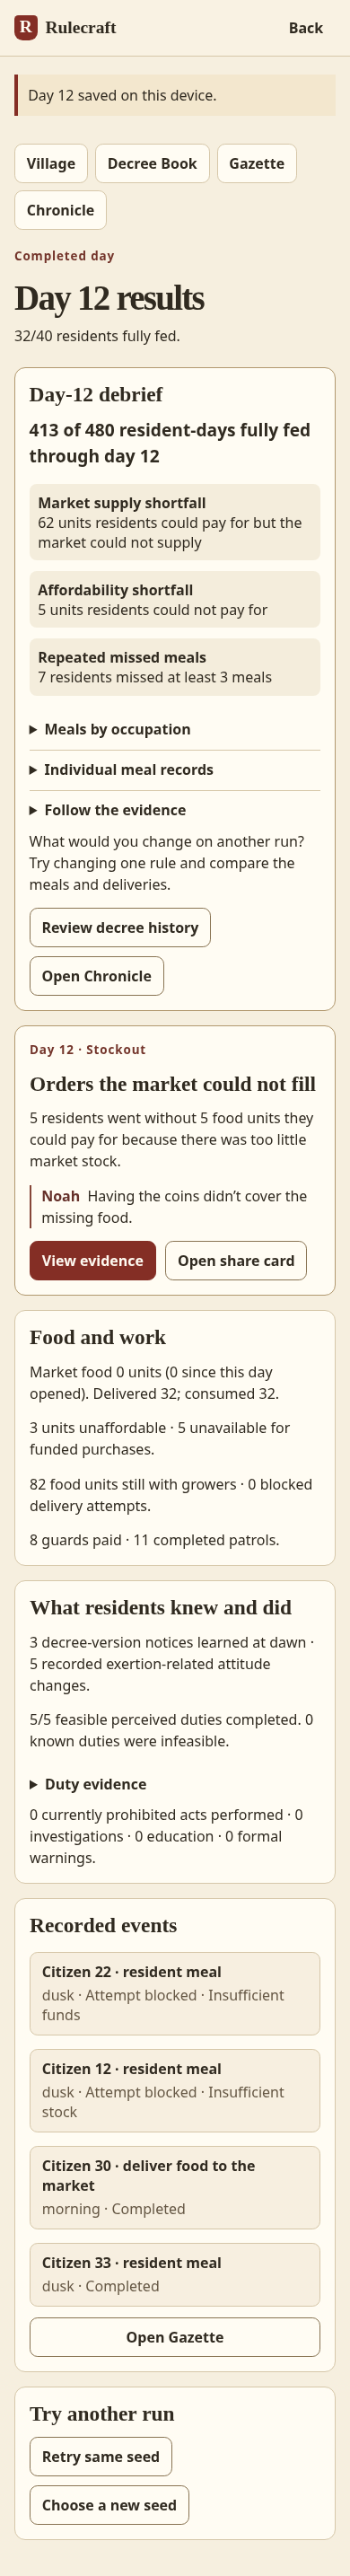 R Rulecraft Back
Day 12 saved on this device.
Village Decree Book Gazette
Chronicle
Completed day
Day 12 results
32/40 residents fully fed.
Day-12 debrief
413 of 480 resident-days fully fed
through day 12
Market supply shortfall
62 units residents could pay for but the
market could not supply
Affordability shortfall
5 units residents could not pay for
Repeated missed meals
7 residents missed at least 3 meals
Meals by occupation
Individual meal records
Follow the evidence
What would you change on another run?
Try changing one rule and compare the
meals and deliveries.
Review decree history
Open Chronicle
Day 12 · Stockout
Orders the market could not fill
5 residents went without 5 food units they
could pay for because there was too little
market stock.
Noah Having the coins didn’t cover the
missing food.
View evidence Open share card
Food and work
Market food 0 units (0 since this day
opened). Delivered 32; consumed 32.
3 units unaffordable · 5 unavailable for
funded purchases.
82 food units still with growers · 0 blocked
delivery attempts.
8 guards paid · 11 completed patrols.
What residents knew and did
3 decree-version notices learned at dawn ·
5 recorded exertion-related attitude
changes.
5/5 feasible perceived duties completed. 0
known duties were infeasible.
Duty evidence
0 currently prohibited acts performed · 0
investigations · 0 education · 0 formal
warnings.
Recorded events
Citizen 22 · resident meal
dusk · Attempt blocked · Insufficient
funds
Citizen 12 · resident meal
dusk · Attempt blocked · Insufficient
stock
Citizen 30 · deliver food to the
market
morning · Completed
Citizen 33 · resident meal
dusk · Completed
Open Gazette
Try another run
Retry same seed
Choose a new seed